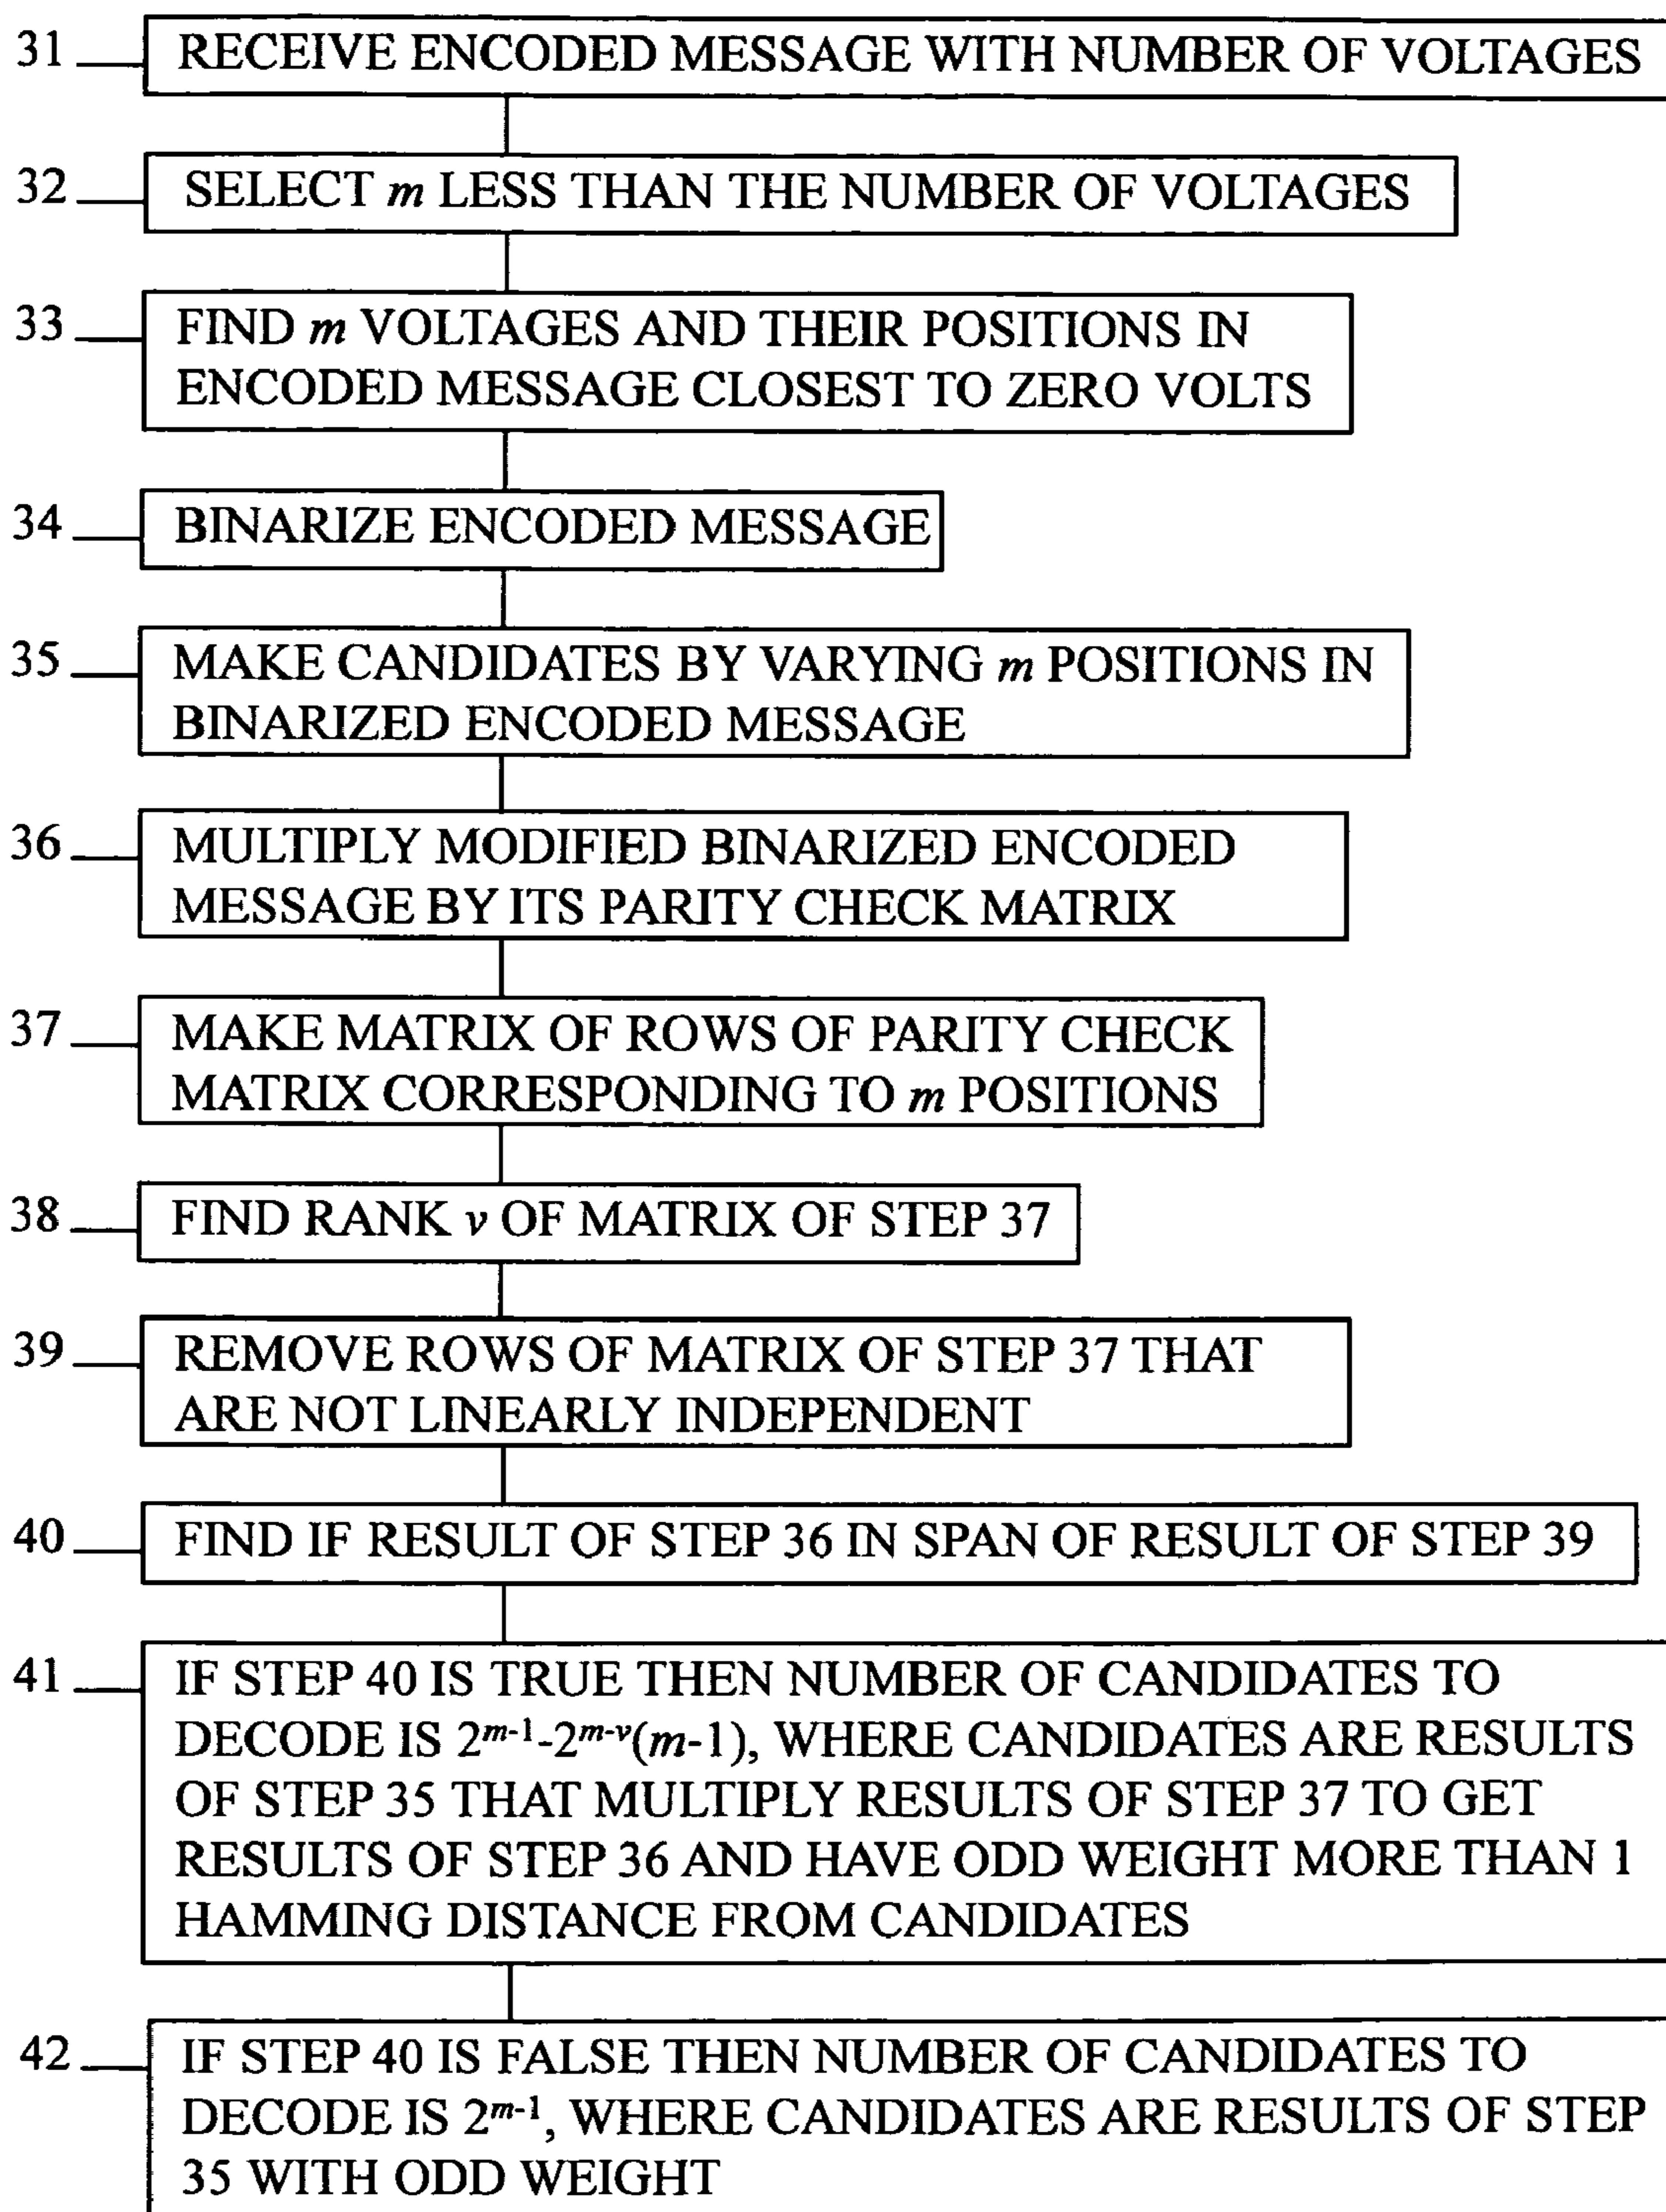 31 RECEIVE ENCODED MESSAGE WITH NUMBER OF VOLTAGES
32 SELECT m LESS THAN THE NUMBER OF VOLTAGES
33 FIND m VOLTAGES AND THEIR POSITIONS IN
ENCODED MESSAGE CLOSEST TO ZERO VOLTS
34 BINARIZE ENCODED MESSAGE
35 MAKE CANDIDATES BY VARYING m POSITIONS IN
BINARIZED ENCODED MESSAGE
36 MULTIPLY MODIFIED BINARIZED ENCODED
MESSAGE BY ITS PARITY CHECK MATRIX
37 MAKE MATRIX OF ROWS OF PARITY CHECK
MATRIX CORRESPONDING TO m POSITIONS
38 FIND RANK v OF MATRIX OF STEP 37
39 REMOVE ROWS OF MATRIX OF STEP 37 THAT
ARE NOT LINEARLY INDEPENDENT
40 FIND IF RESULT OF STEP 36 IN SPAN OF RESULT OF STEP 39
41 IF STEP 40 IS TRUE THEN NUMBER OF CANDIDATES TO
DECODE IS 2^{m-1}-2^{m-v}(m-1), WHERE CANDIDATES ARE RESULTS
OF STEP 35 THAT MULTIPLY RESULTS OF STEP 37 TO GET
RESULTS OF STEP 36 AND HAVE ODD WEIGHT MORE THAN 1
HAMMING DISTANCE FROM CANDIDATES
42 IF STEP 40 IS FALSE THEN NUMBER OF CANDIDATES TO
DECODE IS 2^{m-1}, WHERE CANDIDATES ARE RESULTS OF STEP
35 WITH ODD WEIGHT